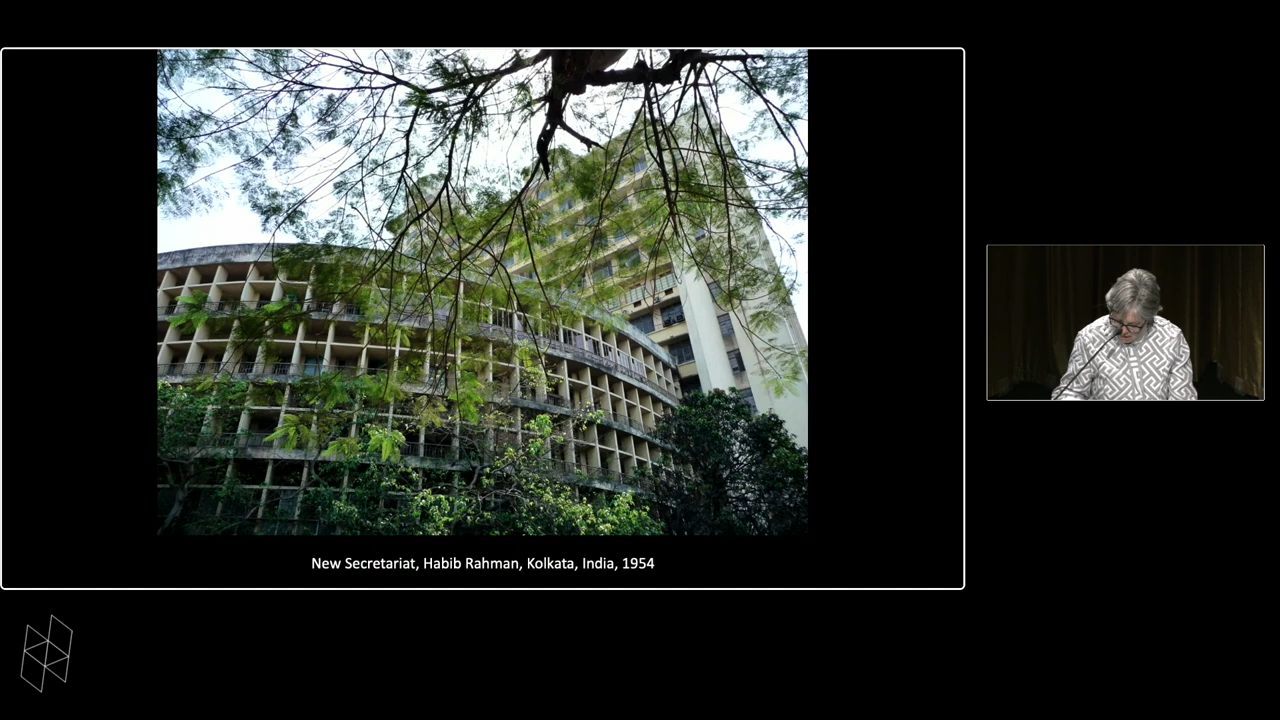 New Secretariat, Habib Rahman, Kolkata, India, 1954